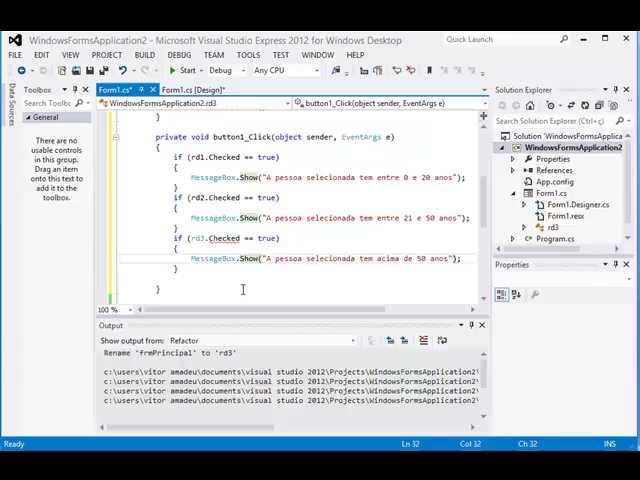 WindowsFormsApplication2 - Microsoft Visual Studio Express 2012 for Windows Desktop
Quick Launch
FILE EDIT VIEW PROJECT BUILD DEBUG TEAM TOOLS TEST WINDOW HELP
Start Debug Any CPU
Data Sources
Toolbox
Search Toolbox
General
There are no usable controls in this group. Drag an item onto this text to add it to the toolbox.
Form1.cs* Form1.cs [Design]*
WindowsFormsApplication2.rd3 button1_Click(object sender, EventArgs e)
}
private void button1_Click(object sender, EventArgs e)
{
if (rd1.Checked == true)
{
MessageBox.Show("A pessoa selecionada tem entre 0 e 20 anos");
}
if (rd2.Checked == true)
{
MessageBox.Show("A pessoa selecionada tem entre 21 e 50 anos");
}
if (rd3.Checked == true)
{
MessageBox.Show("A pessoa selecionada tem acima de 50 anos");
}
}
100 %
Output
Show output from: Refactor
Rename 'frmPrincipal' to 'rd3'
c:\users\vitor amadeu\documents\visual studio 2012\Projects\WindowsFormsApplication2\
c:\users\vitor amadeu\documents\visual studio 2012\Projects\WindowsFormsApplication2\
c:\users\vitor amadeu\documents\visual studio 2012\Projects\WindowsFormsApplication2\
c:\users\vitor amadeu\documents\visual studio 2012\Projects\WindowsFormsApplication2\
Solution Explorer
Search Solution Explorer
Solution 'WindowsFormsApplica
WindowsFormsApplication2
Properties
References
App.config
Form1.cs
Form1.Designer.cs
Form1.resx
rd3
Program.cs
Properties
Ready Ln 32 Col 32 Ch 32 INS